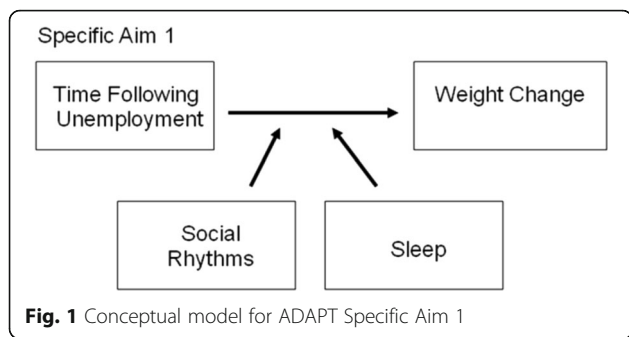 Specific Aim 1
Time Following
Unemployment
Weight Change
Social
Rhythms
Sleep
Fig. 1 Conceptual model for ADAPT Specific Aim 1